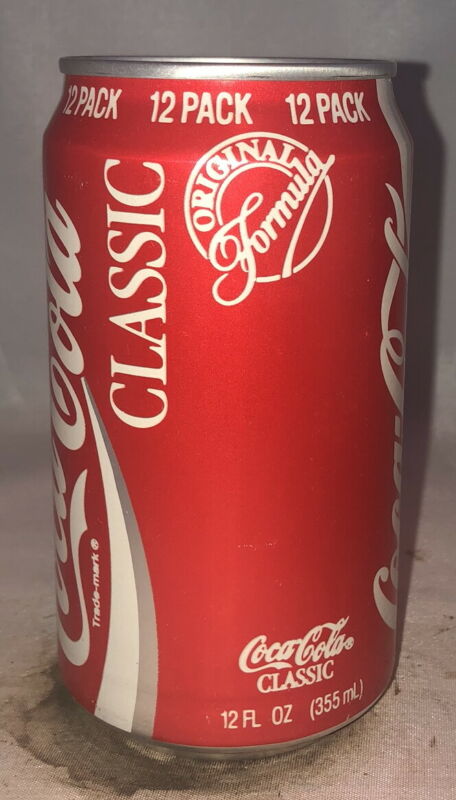 12 PACK 12 PACK 12 PACK
ORIGINAL
Formula
CLASSIC
Coca-Cola
Trade-mark ®
Coca-Cola®
CLASSIC
12 FL OZ (355 mL)